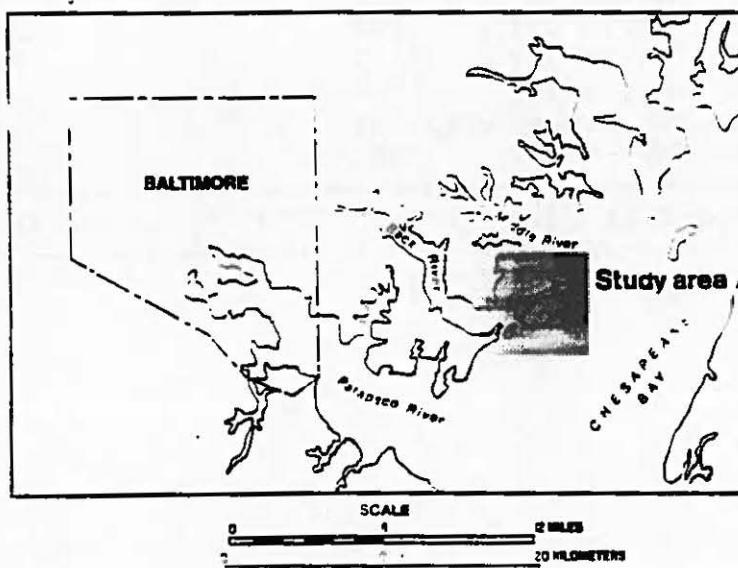 BALTIMORE
River
Study area
CHESAPEAKE
BAY
Patapsco River
SCALE
0 12 MILES
20 KILOMETERS